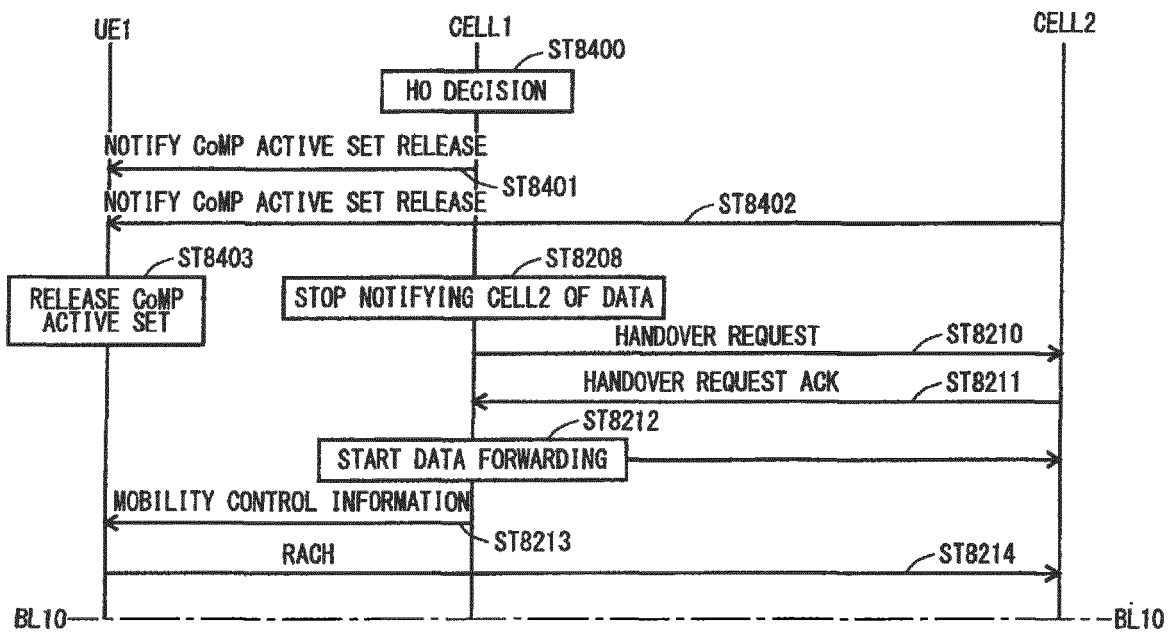 UE1
CELL1
CELL2
ST8400
HO DECISION
NOTIFY CoMP ACTIVE SET RELEASE
ST8401
NOTIFY CoMP ACTIVE SET RELEASE
ST8402
ST8403
ST8208
RELEASE CoMP
ACTIVE SET
STOP NOTIFYING CELL2 OF DATA
HANDOVER REQUEST
ST8210
HANDOVER REQUEST ACK
ST8211
ST8212
START DATA FORWARDING
MOBILITY CONTROL INFORMATION
ST8213
RACH
ST8214
BL10
BL10